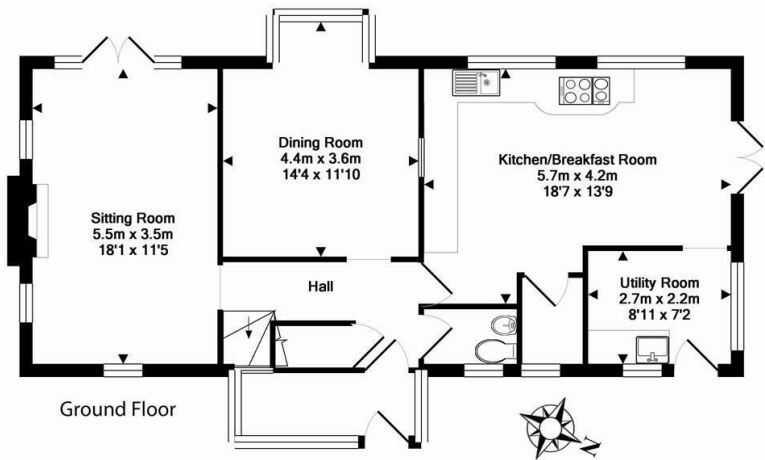 Dining Room
4.4m x 3.6m
14'4 x 11'10
Kitchen/Breakfast Room
5.7m x 4.2m
18'7 x 13'9
Sitting Room
5.5m x 3.5m
18'1 x 11'5
Hall
Utility Room
2.7m x 2.2m
8'11 x 7'2
Ground Floor
N